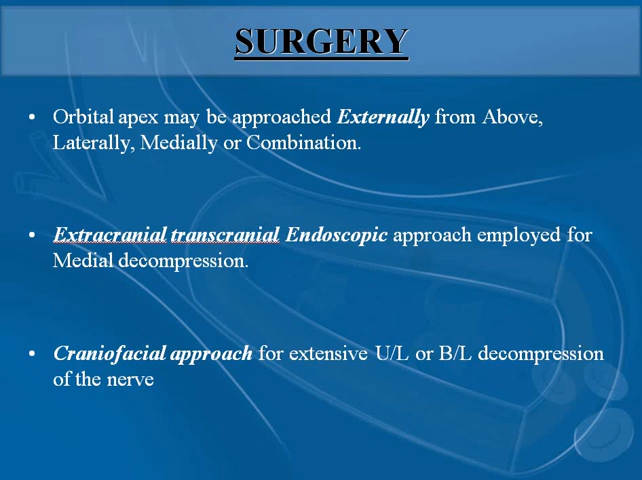 SURGERY
• Orbital apex may be approached Externally from Above,
Laterally, Medially or Combination.
• Extracranial transcranial Endoscopic approach employed for
Medial decompression.
• Craniofacial approach for extensive U/L or B/L decompression
of the nerve